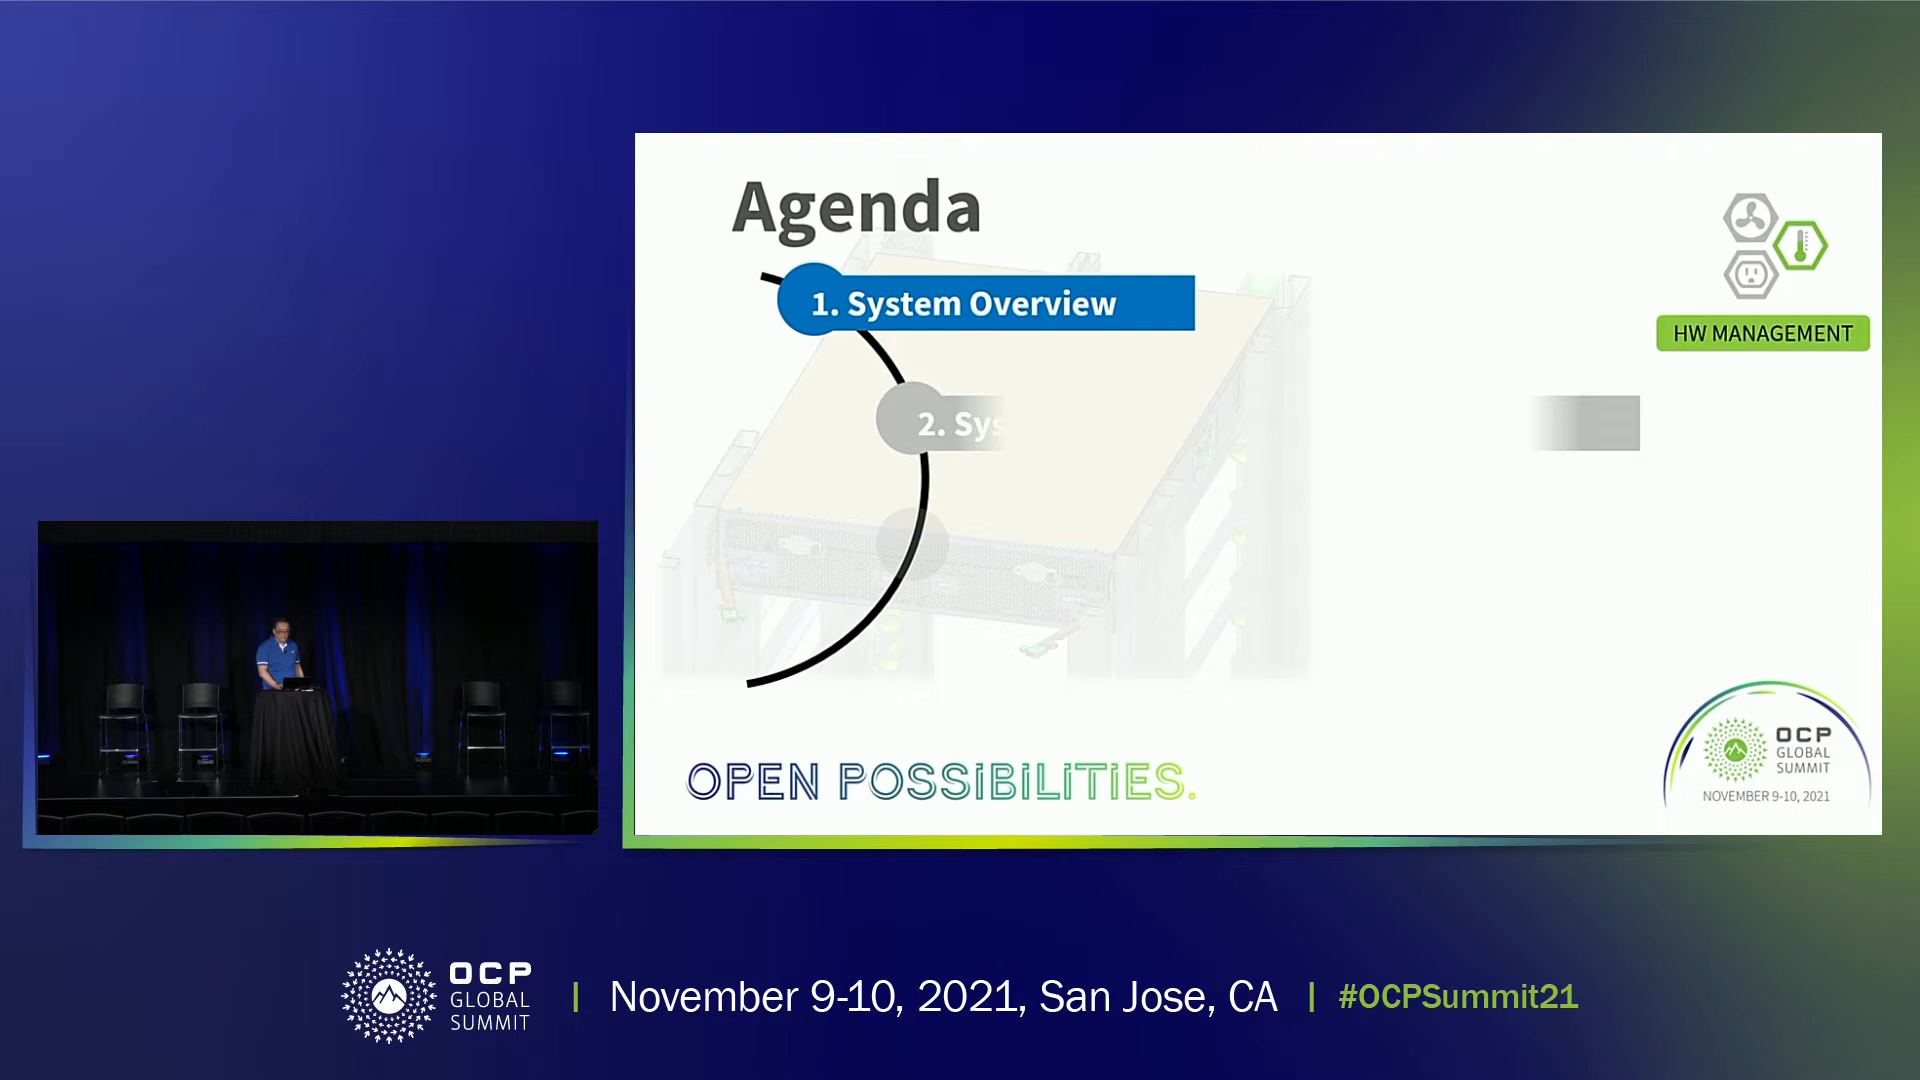 Agenda
1. System Overview
2. Sys
HW MANAGEMENT
OPEN POSSIBILITIES.
OCP
GLOBAL
SUMMIT
NOVEMBER 9-10, 2021
OCP
GLOBAL
SUMMIT
November 9-10, 2021, San Jose, CA
#OCPSummit21